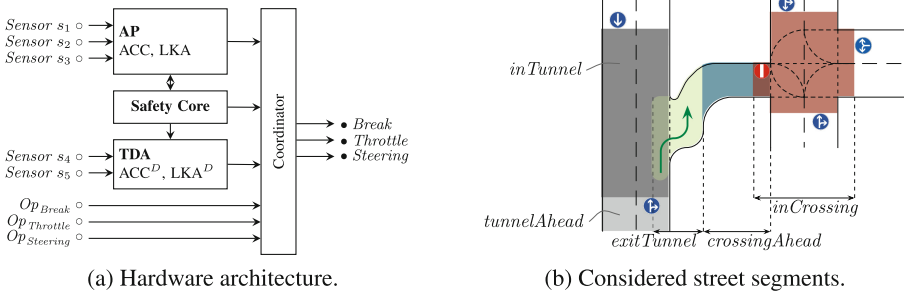 Sensor s1
Sensor s2
Sensor s3
AP
ACC, LKA
Safety Core
Sensor s4
Sensor s5
TDA
ACC^D, LKA^D
Op_Break
Op_Throttle
Op_Steering
Coordinator
• Break
• Throttle
• Steering
(a) Hardware architecture.
inTunnel
tunnelAhead
exitTunnel
crossingAhead
inCrossing
(b) Considered street segments.